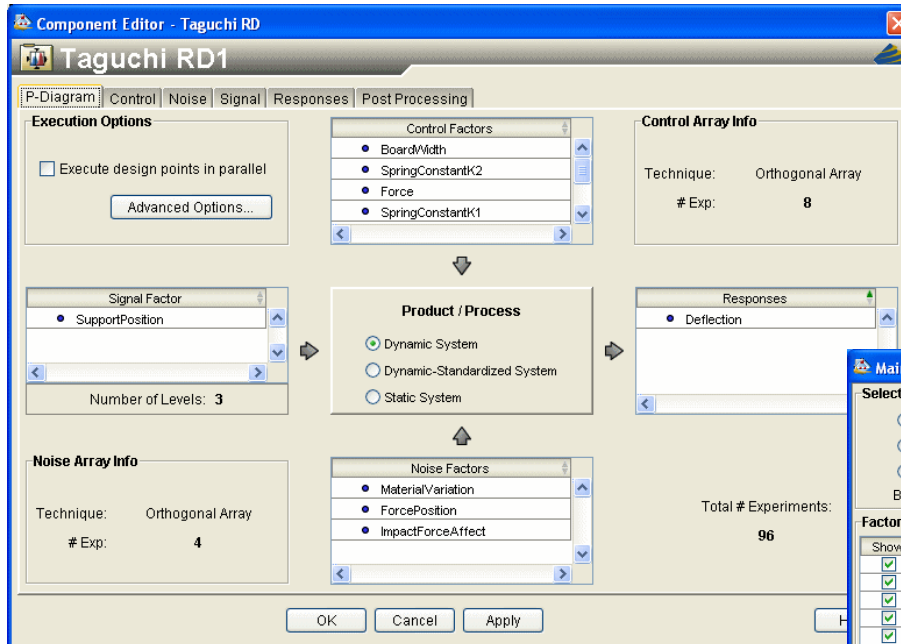 Component Editor - Taguchi RD
Taguchi RD1
P-Diagram Control Noise Signal Responses Post Processing
Execution Options
Execute design points in parallel
Advanced Options...
Control Factors
BoardWidth
SpringConstantK2
Force
SpringConstantK1
Control Array Info
Technique: Orthogonal Array
# Exp: 8
Signal Factor
SupportPosition
Number of Levels: 3
Product / Process
Dynamic System
Dynamic-Standardized System
Static System
Responses
Deflection
Noise Array Info
Technique: Orthogonal Array
# Exp: 4
Noise Factors
MaterialVariation
ForcePosition
ImpactForceAffect
Total # Experiments:
96
OK Cancel Apply
Select
Factor
Show